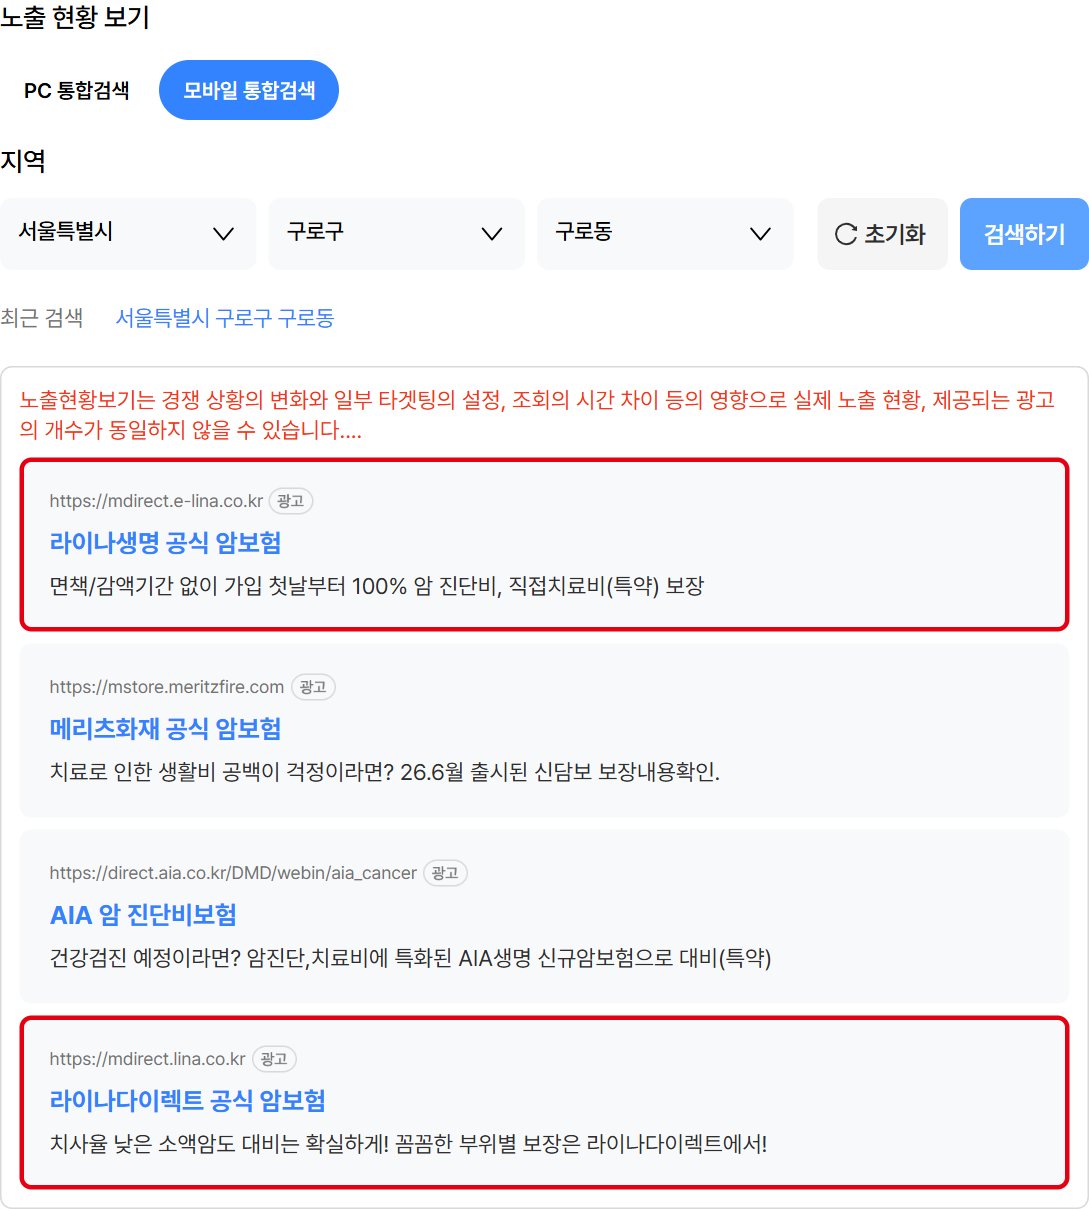 노출 현황 보기
PC 통합검색 모바일 통합검색
지역
서울특별시 구로구 구로동 초기화 검색하기
최근 검색 서울특별시 구로구 구로동
노출현황보기는 경쟁 상황의 변화와 일부 타겟팅의 설정, 조회의 시간 차이 등의 영향으로 실제 노출 현황, 제공되는 광고
의 개수가 동일하지 않을 수 있습니다....
https://mdirect.e-lina.co.kr 광고
라이나생명 공식 암보험
면책/감액기간 없이 가입 첫날부터 100% 암 진단비, 직접치료비(특약) 보장
https://mstore.meritzfire.com 광고
메리츠화재 공식 암보험
치료로 인한 생활비 공백이 걱정이라면? 26.6월 출시된 신담보 보장내용확인.
https://direct.aia.co.kr/DMD/webin/aia_cancer 광고
AIA 암 진단비보험
건강검진 예정이라면? 암진단,치료비에 특화된 AIA생명 신규암보험으로 대비(특약)
https://mdirect.lina.co.kr 광고
라이나다이렉트 공식 암보험
치사율 낮은 소액암도 대비는 확실하게! 꼼꼼한 부위별 보장은 라이나다이렉트에서!